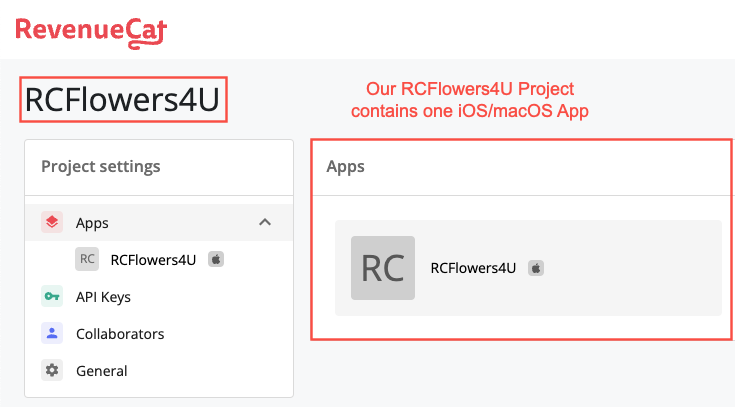 RevenueCat
RCFlowers4U
Our RCFlowers4U Project
contains one iOS/macOS App
Project settings
Apps
RC RCFlowers4U
API Keys
Collaborators
General
Apps
RC RCFlowers4U